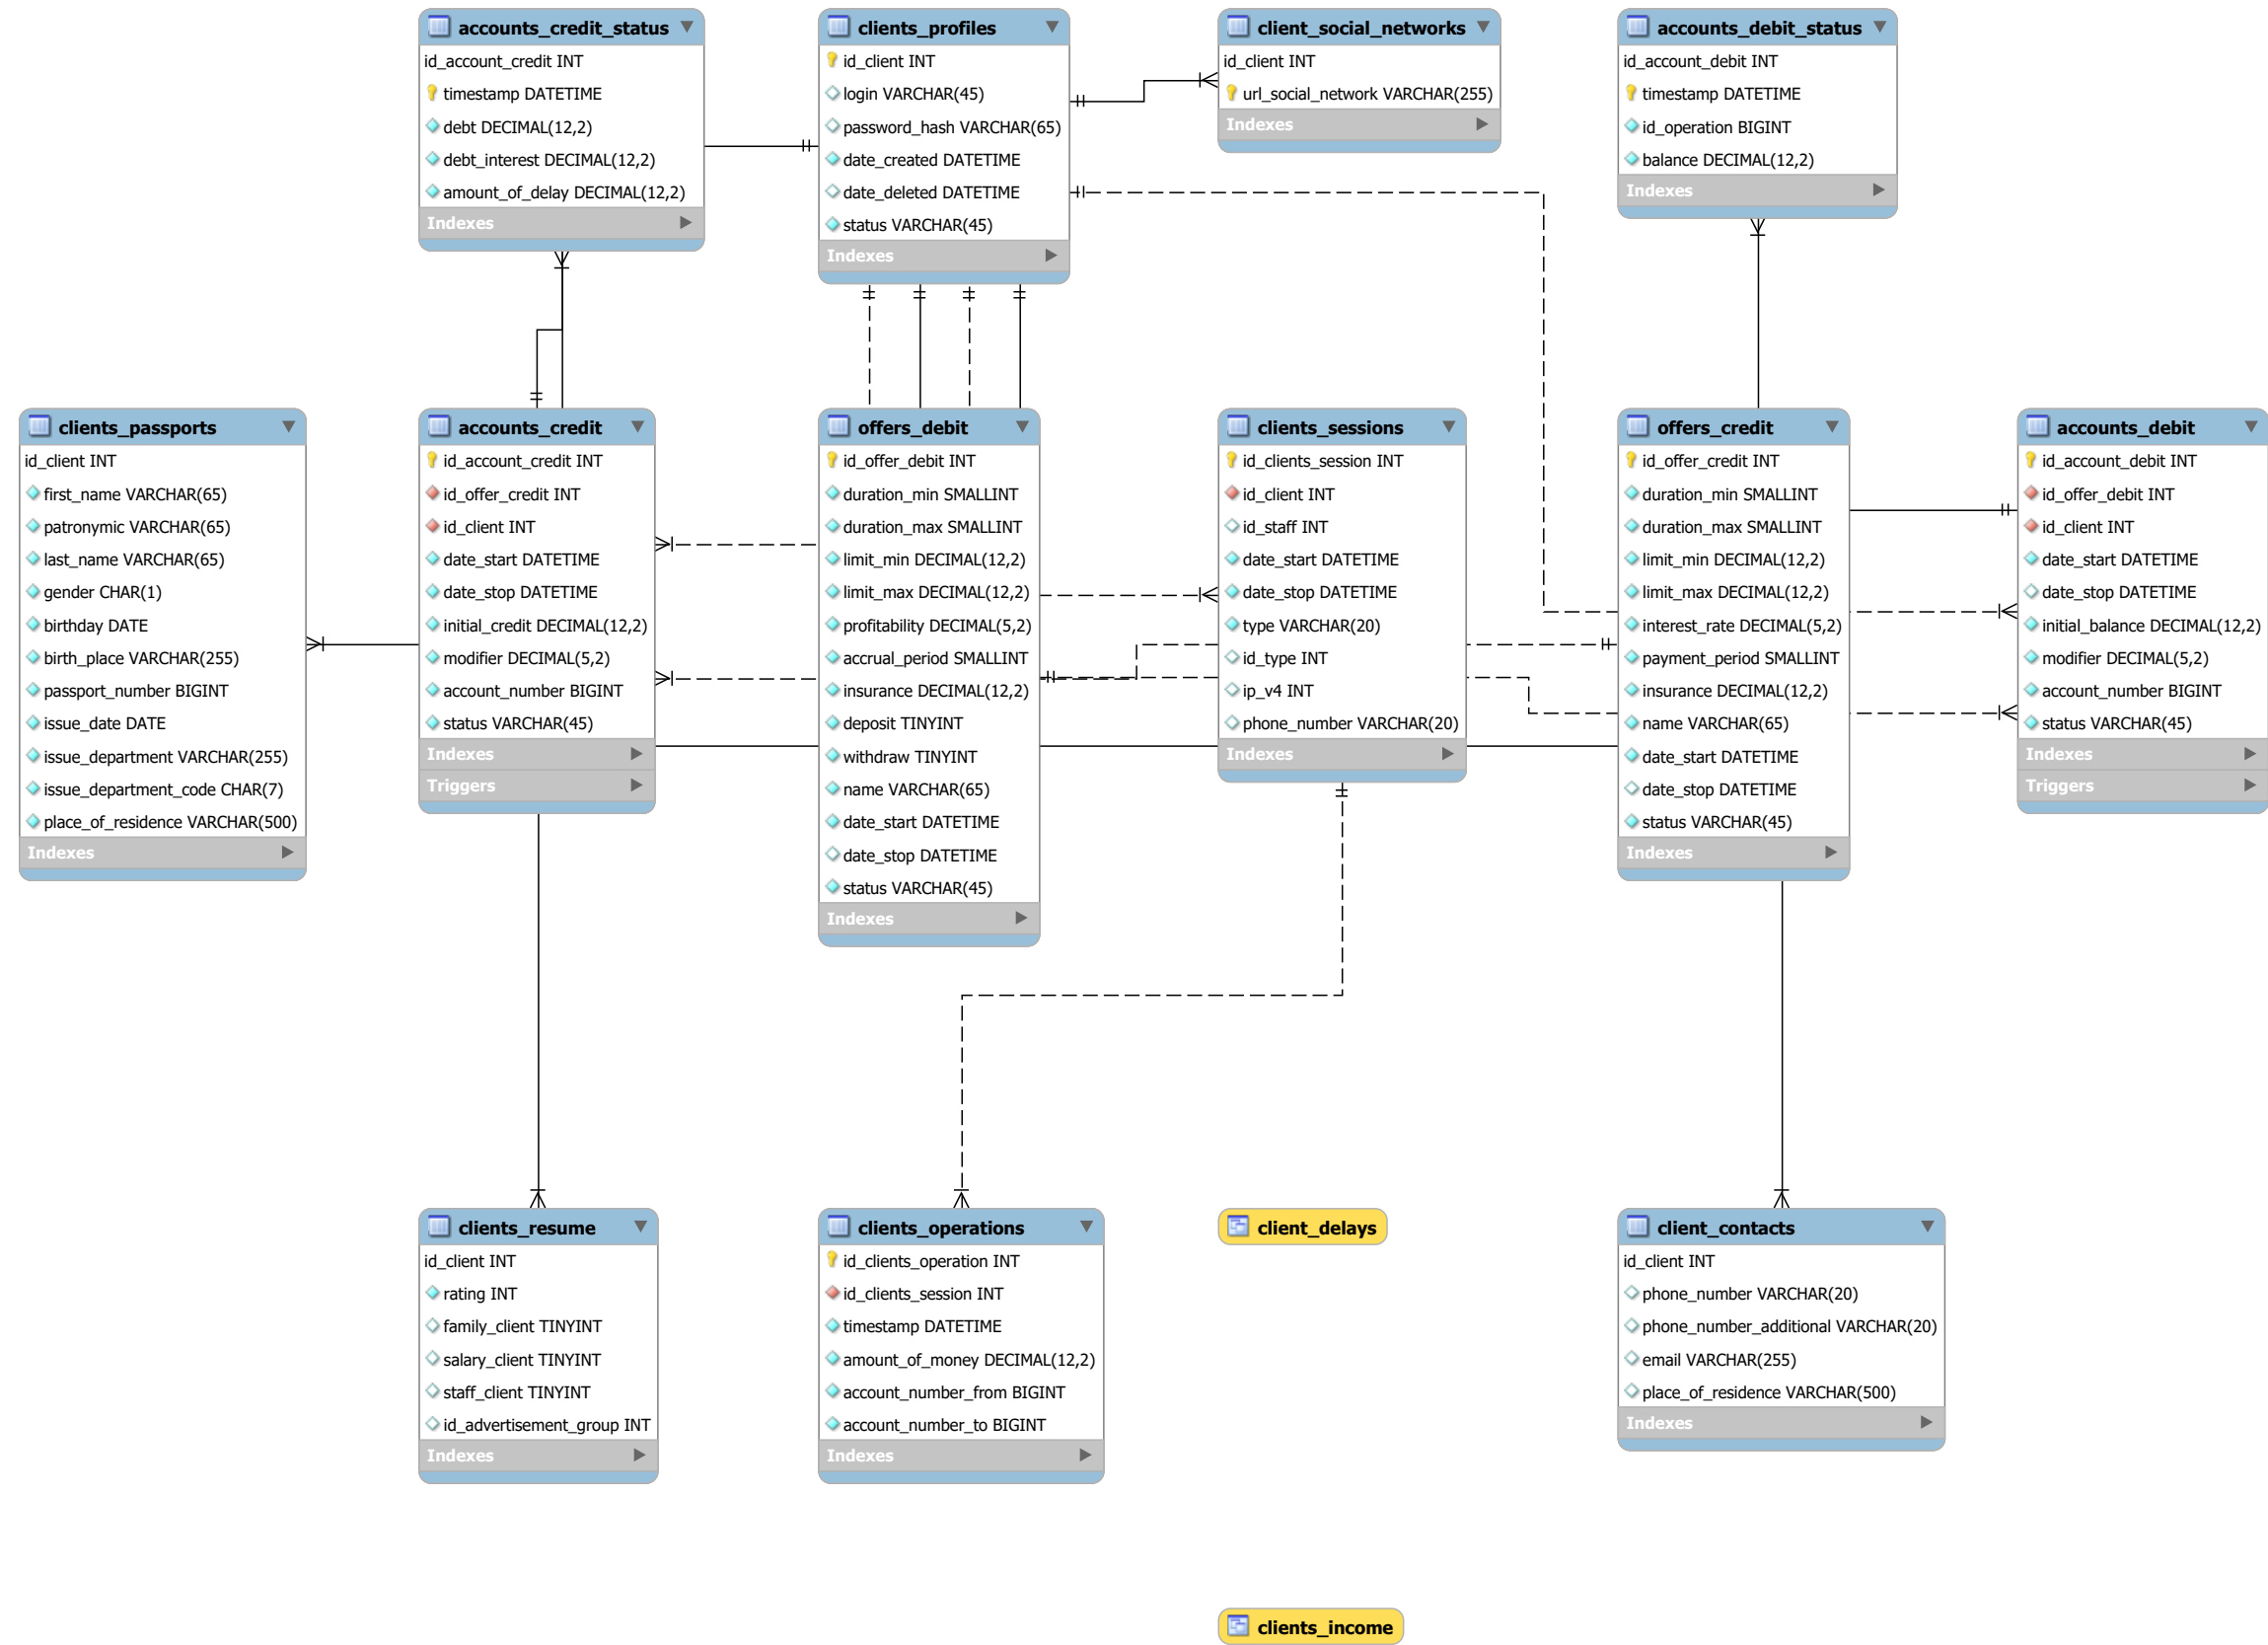 accounts_credit_status
id_account_credit INT
timestamp DATETIME
debt DECIMAL(12,2)
debt_interest DECIMAL(12,2)
amount_of_delay DECIMAL(12,2)
Indexes
clients_profiles
id_client INT
login VARCHAR(45)
password_hash VARCHAR(65)
date_created DATETIME
date_deleted DATETIME
status VARCHAR(45)
Indexes
client_social_networks
id_client INT
url_social_network VARCHAR(255)
Indexes
accounts_debit_status
id_account_debit INT
timestamp DATETIME
id_operation BIGINT
balance DECIMAL(12,2)
Indexes
clients_passports
id_client INT
first_name VARCHAR(65)
patronymic VARCHAR(65)
last_name VARCHAR(65)
gender CHAR(1)
birthday DATE
birth_place VARCHAR(255)
passport_number BIGINT
issue_date DATE
issue_department VARCHAR(255)
issue_department_code CHAR(7)
place_of_residence VARCHAR(500)
Indexes
accounts_credit
id_account_credit INT
id_offer_credit INT
id_client INT
date_start DATETIME
date_stop DATETIME
initial_credit DECIMAL(12,2)
modifier DECIMAL(5,2)
account_number BIGINT
status VARCHAR(45)
Indexes
Triggers
offers_debit
id_offer_debit INT
duration_min SMALLINT
duration_max SMALLINT
limit_min DECIMAL(12,2)
limit_max DECIMAL(12,2)
profitability DECIMAL(5,2)
accrual_period SMALLINT
insurance DECIMAL(12,2)
deposit TINYINT
withdraw TINYINT
name VARCHAR(65)
date_start DATETIME
date_stop DATETIME
status VARCHAR(45)
Indexes
clients_sessions
id_clients_session INT
id_client INT
id_staff INT
date_start DATETIME
date_stop DATETIME
type VARCHAR(20)
id_type INT
ip_v4 INT
phone_number VARCHAR(20)
Indexes
offers_credit
id_offer_credit INT
duration_min SMALLINT
duration_max SMALLINT
limit_min DECIMAL(12,2)
limit_max DECIMAL(12,2)
interest_rate DECIMAL(5,2)
payment_period SMALLINT
insurance DECIMAL(12,2)
name VARCHAR(65)
date_start DATETIME
date_stop DATETIME
status VARCHAR(45)
Indexes
accounts_debit
id_account_debit INT
id_offer_debit INT
id_client INT
date_start DATETIME
date_stop DATETIME
initial_balance DECIMAL(12,2)
modifier DECIMAL(5,2)
account_number BIGINT
status VARCHAR(45)
Indexes
Triggers
clients_resume
id_client INT
rating INT
family_client TINYINT
salary_client TINYINT
staff_client TINYINT
id_advertisement_group INT
Indexes
clients_operations
id_clients_operation INT
id_clients_session INT
timestamp DATETIME
amount_of_money DECIMAL(12,2)
account_number_from BIGINT
account_number_to BIGINT
Indexes
client_delays
client_contacts
id_client INT
phone_number VARCHAR(20)
phone_number_additional VARCHAR(20)
email VARCHAR(255)
place_of_residence VARCHAR(500)
Indexes
clients_income